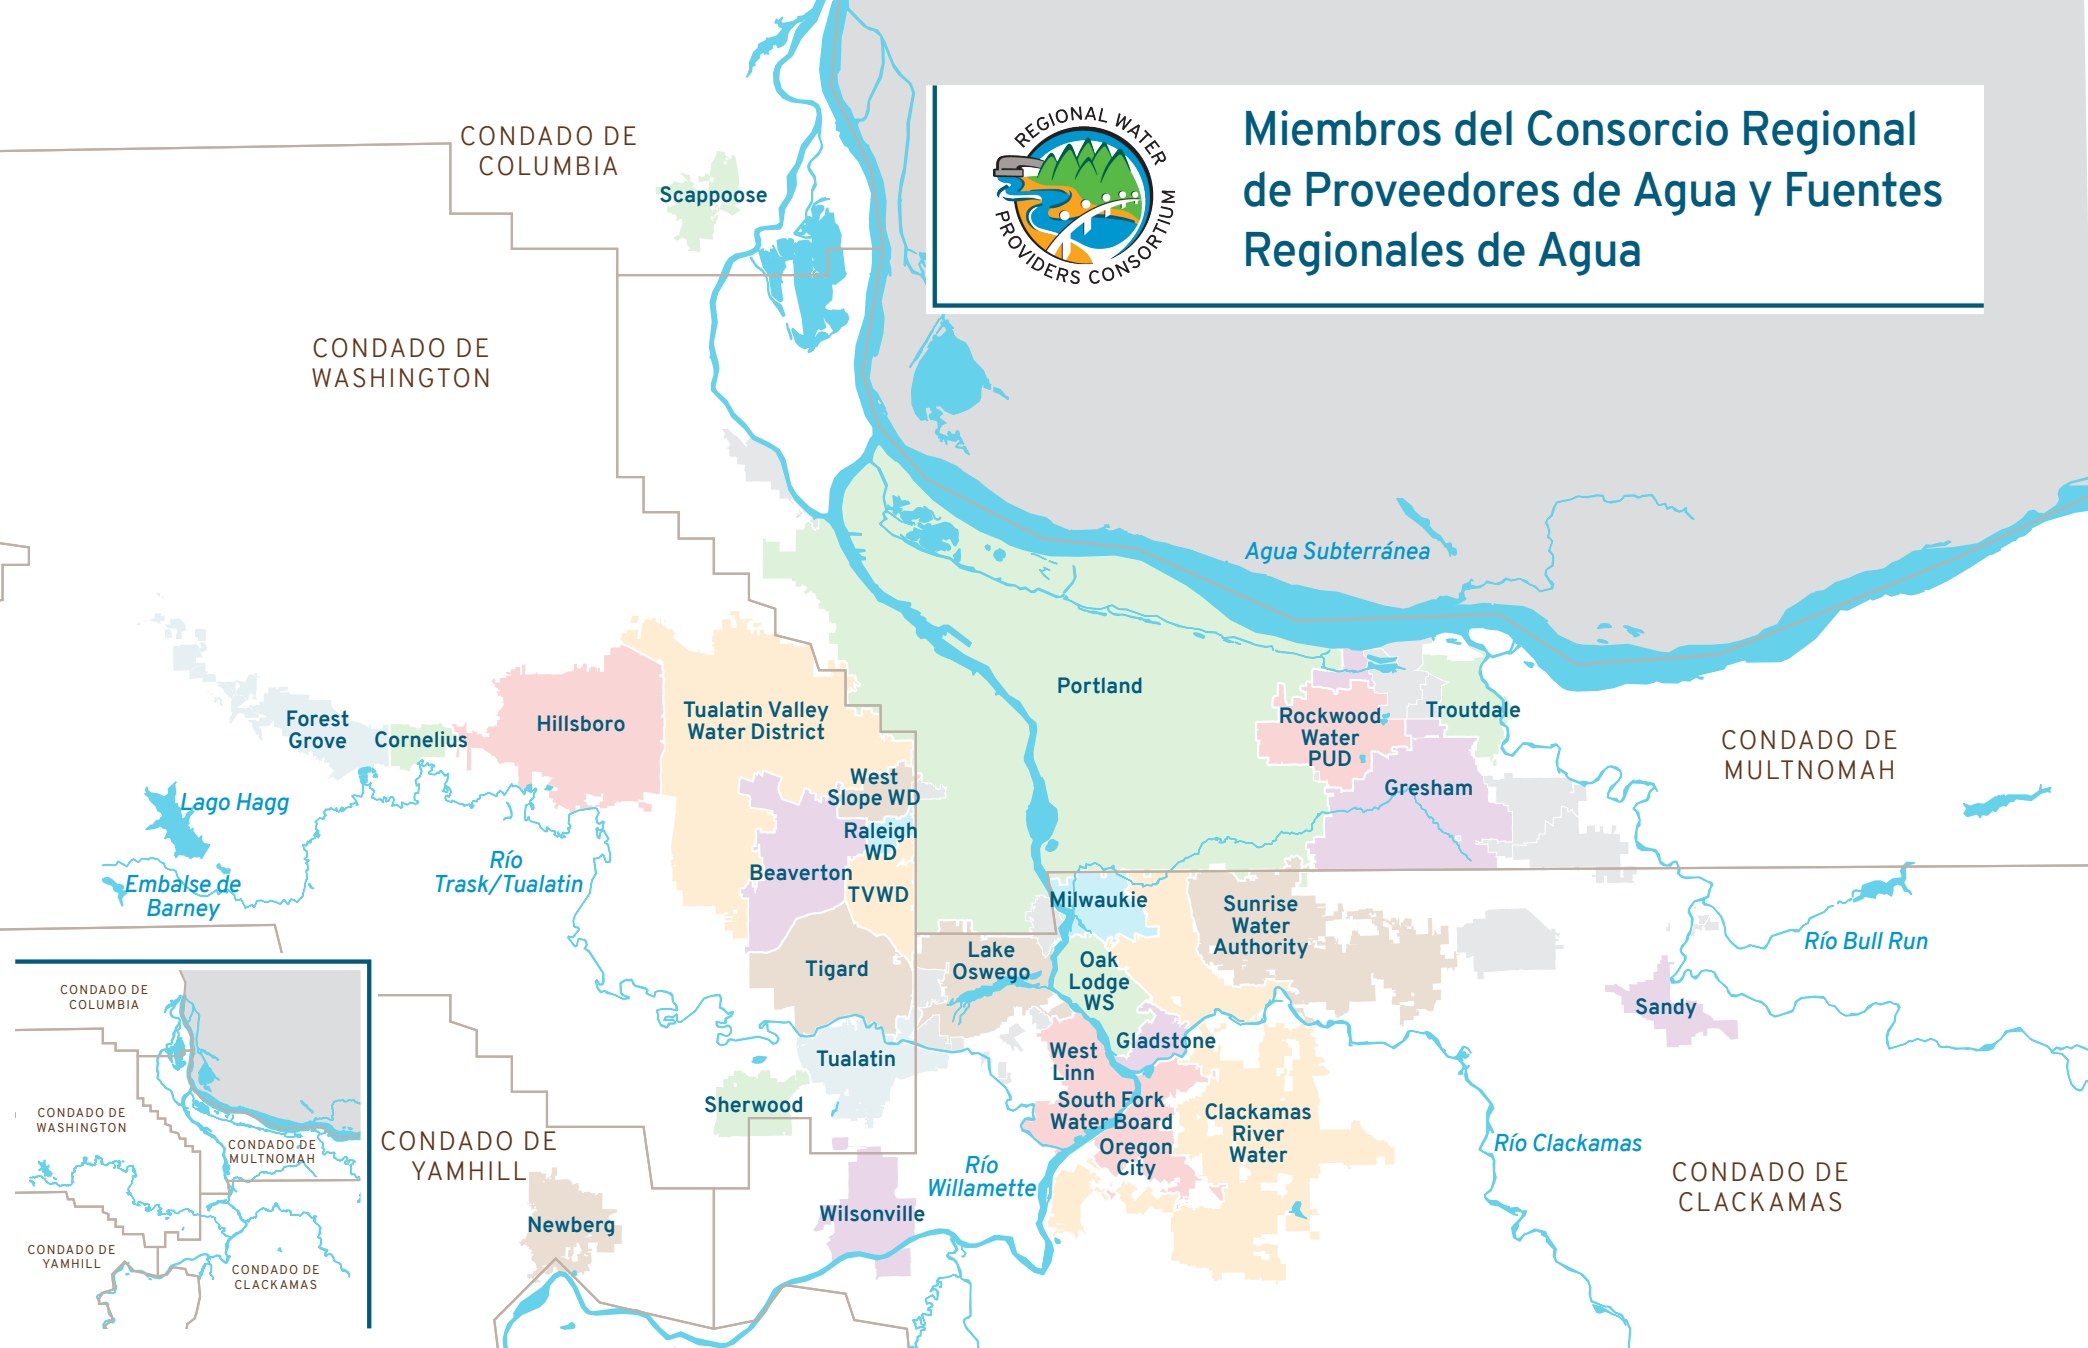 REGIONAL WATER
PROVIDERS CONSORTIUM
Miembros del Consorcio Regional
de Proveedores de Agua y Fuentes
Regionales de Agua
CONDADO DE
COLUMBIA
Scappoose
CONDADO DE
WASHINGTON
Agua Subterránea
Portland
Forest
Grove
Cornelius
Hillsboro
Tualatin Valley
Water District
Rockwood
Water
PUD
Troutdale
Gresham
CONDADO DE
MULTNOMAH
West
Slope WD
Raleigh
WD
Beaverton
TVWD
Lago Hagg
Embalse de
Barney
Río
Trask/Tualatin
Milwaukie
Sunrise
Water
Authority
Río Bull Run
Tigard
Lake
Oswego
Oak
Lodge
WS
Sandy
Gladstone
Tualatin
West
Linn
Sherwood
South Fork
Water Board
Oregon
City
Clackamas
River
Water
Río Clackamas
CONDADO DE
CLACKAMAS
CONDADO DE
YAMHILL
Río
Willamette
Newberg
Wilsonville
CONDADO DE
COLUMBIA
CONDADO DE
WASHINGTON
CONDADO DE
MULTNOMAH
CONDADO DE
YAMHILL
CONDADO DE
CLACKAMAS